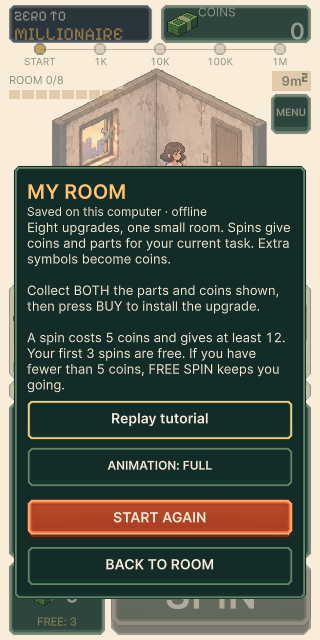 ZERO TO
MILLIONAIRE
COINS
0
START
1K
10K
100K
1M
ROOM 0/8
9m²
MENU
MY ROOM
Saved on this computer · offline
Eight upgrades, one small room. Spins give
coins and parts for your current task. Extra
symbols become coins.
Collect BOTH the parts and coins shown,
then press BUY to install the upgrade.
A spin costs 5 coins and gives at least 12.
Your first 3 spins are free. If you have
fewer than 5 coins, FREE SPIN keeps you
going.
Replay tutorial
ANIMATION: FULL
START AGAIN
BACK TO ROOM
FREE: 3
SPIN